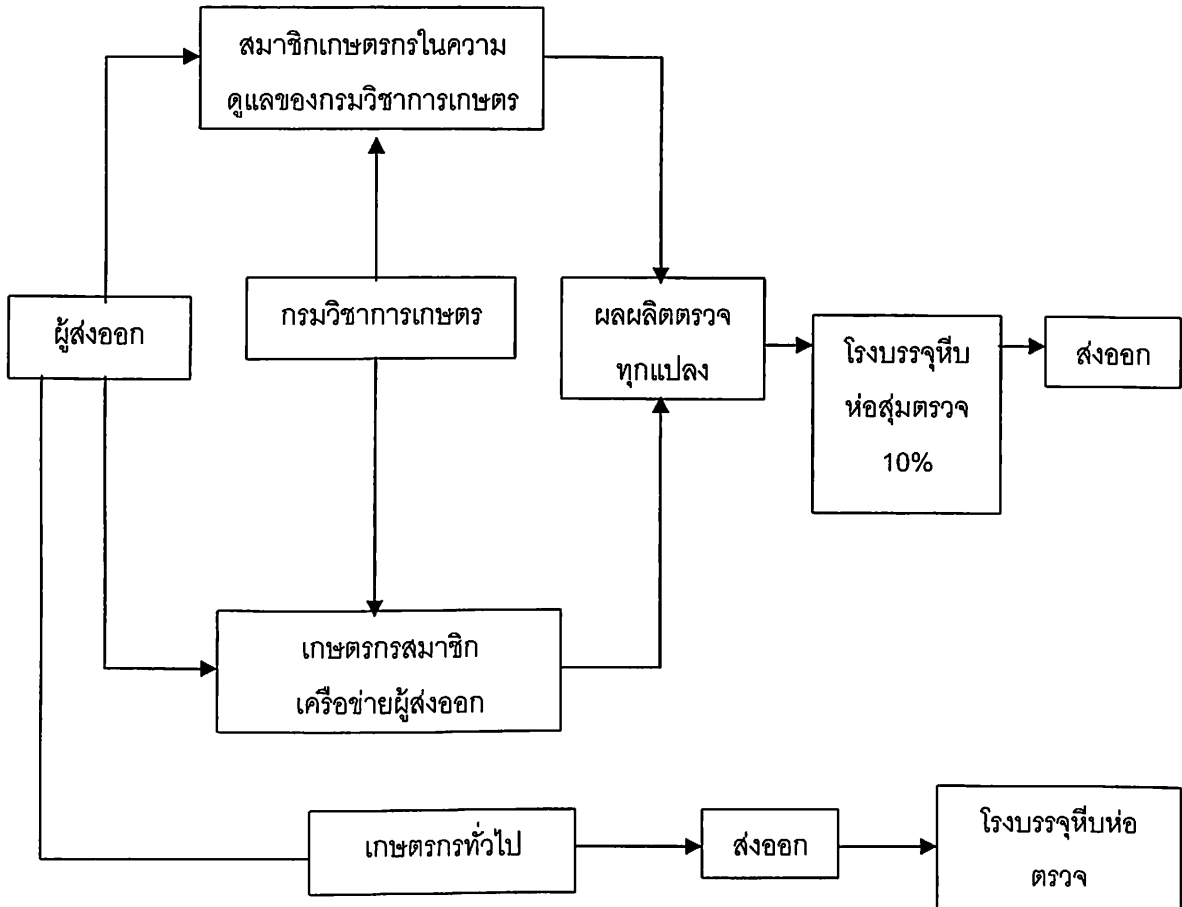 สมาชิกเกษตรกรในความ
ดูแลของกรมวิชาการเกษตร
ผู้ส่งออก
กรมวิชาการเกษตร
ผลผลิตตรวจ
ทุกแปลง
โรงบรรจุหีบ
ห่อสุ่มตรวจ
10%
ส่งออก
เกษตรกรสมาชิก
เครือข่ายผู้ส่งออก
เกษตรกรทั่วไป
ส่งออก
โรงบรรจุหีบห่อ
ตรวจ